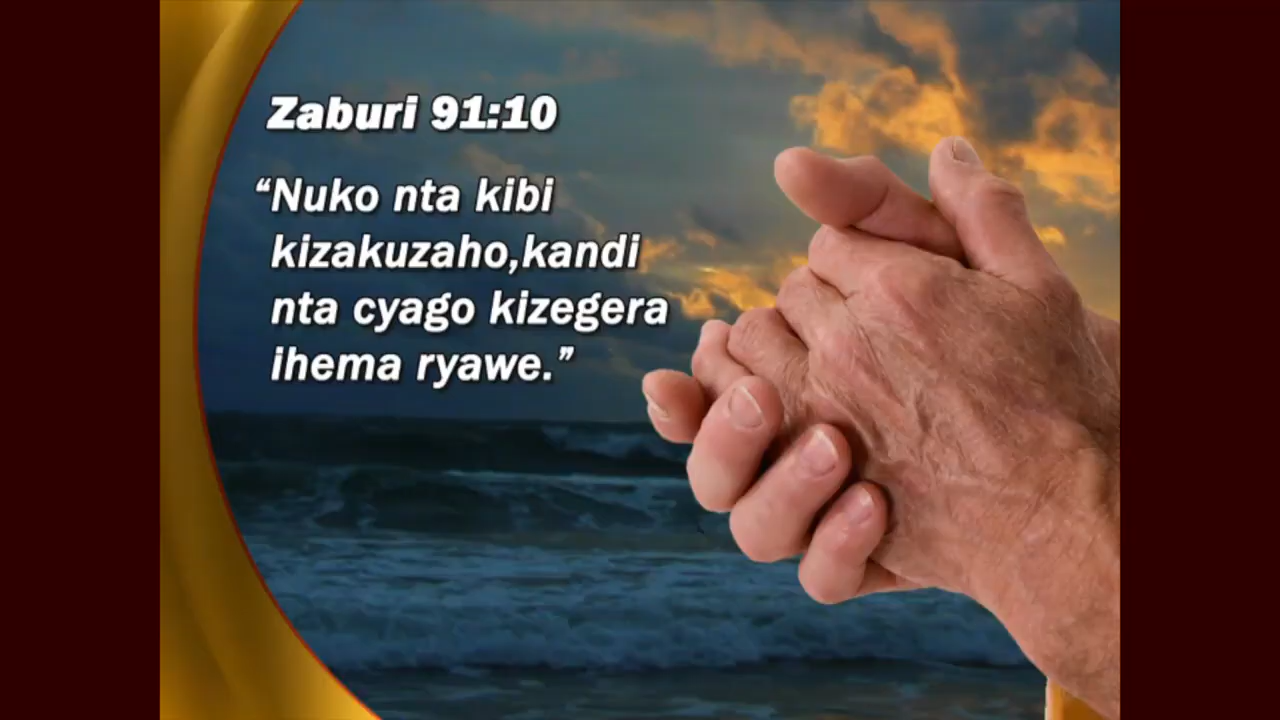 Zaburi 91:10
“Nuko nta kibi
kizakuzaho,kandi
nta cyago kizegera
ihema ryawe.”